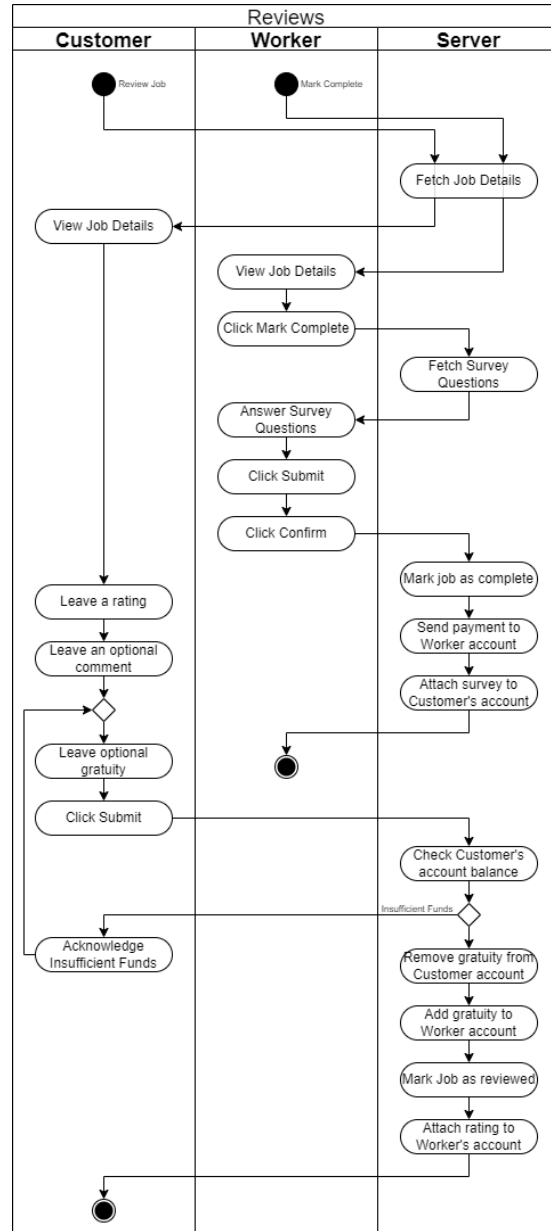 Reviews
Customer
Worker
Server
Review Job
Mark Complete
Fetch Job Details
View Job Details
View Job Details
Click Mark Complete
Fetch Survey
Questions
Answer Survey
Questions
Click Submit
Click Confirm
Mark job as complete
Leave a rating
Send payment to
Worker account
Leave an optional
comment
Attach survey to
Customer's account
Leave optional
gratuity
Click Submit
Check Customer's
account balance
Insufficient Funds
Acknowledge
Insufficient Funds
Remove gratuity from
Customer account
Add gratuity to
Worker account
Mark Job as reviewed
Attach rating to
Worker's account